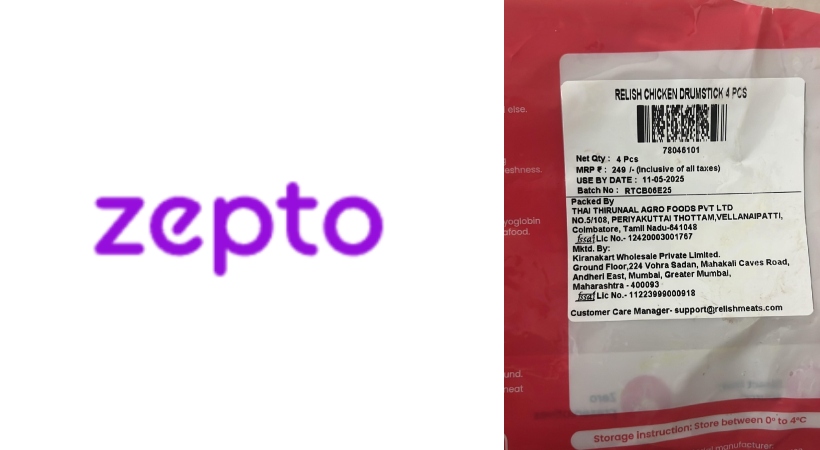 zepto
else.
eshness.
yoglobin
afood.
und.
meat
RELISH CHICKEN DRUMSTICK 4 PCS
78045101
Net Qty : 4 Pcs
MRP ₹ : 249 /- (Inclusive of all taxes)
USE BY DATE : 11-05-2025
Batch No : RTCB06E25
Packed By
THAI THIRUNAAL AGRO FOODS PVT LTD
NO.5/108, PERIYAKUTTAI THOTTAM,VELLANAIPATTI,
Coimbatore, Tamil Nadu-641048
fssai Lic No.- 12420003001767
Mktd. By:
Kiranakart Wholesale Private Limited.
Ground Floor,224 Vohra Sadan, Mahakali Caves Road,
Andheri East, Mumbai, Greater Mumbai,
Maharashtra - 400093
fssai Lic No.- 11223999000918
Customer Care Manager- support@relishmeats.com
Storage instruction: Store between 0° to 4°C
manufacturer